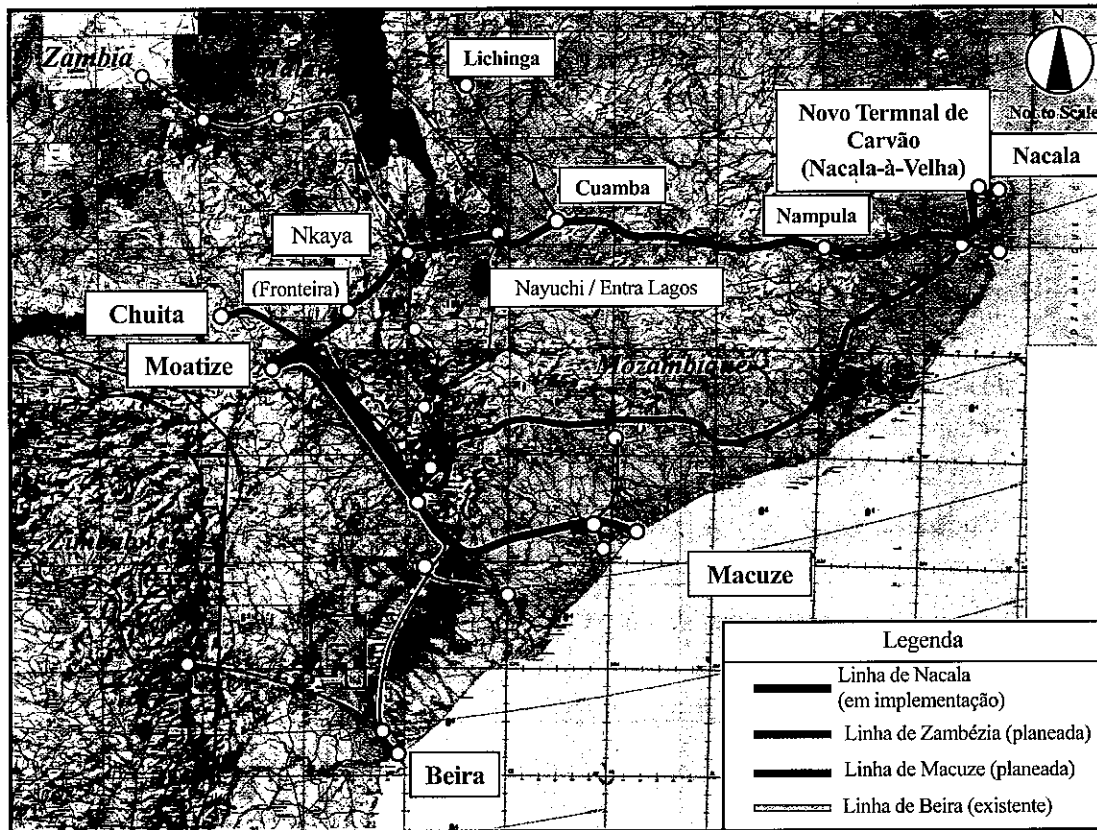 Zambia
Lichinga
N
Not to Scale
Novo Termnal de
Carvão
(Nacala-à-Velha)
Nacala
Cuamba
Nampula
Nkaya
(Fronteira)
Nayuchi / Entra Lagos
Chuita
Moatize
Mozambique
Macuze
Beira
Legenda
Linha de Nacala
(em implementação)
Linha de Zambézia (planeada)
Linha de Macuze (planeada)
Linha de Beira (existente)